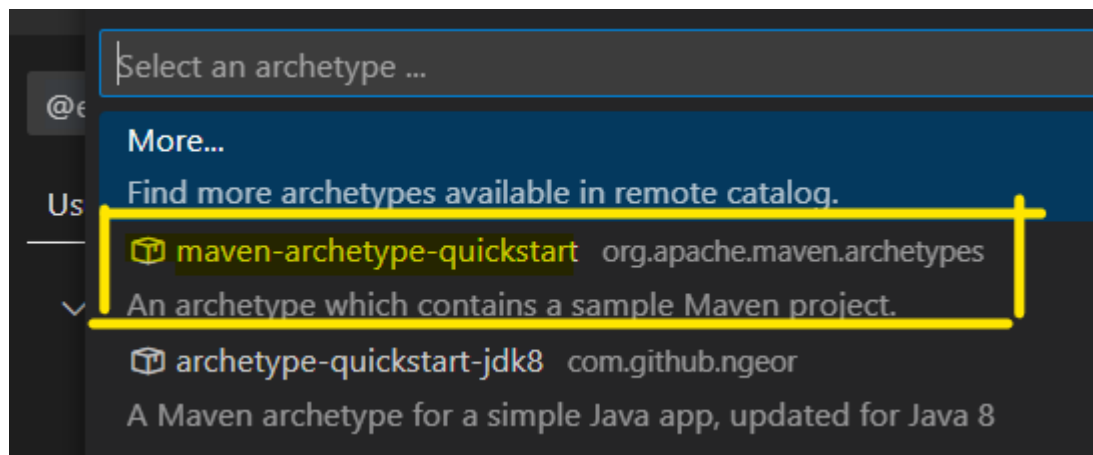 Select an archetype ...
@e
More...
Find more archetypes available in remote catalog.
Us
maven-archetype-quickstart org.apache.maven.archetypes
An archetype which contains a sample Maven project.
archetype-quickstart-jdk8 com.github.ngeor
A Maven archetype for a simple Java app, updated for Java 8